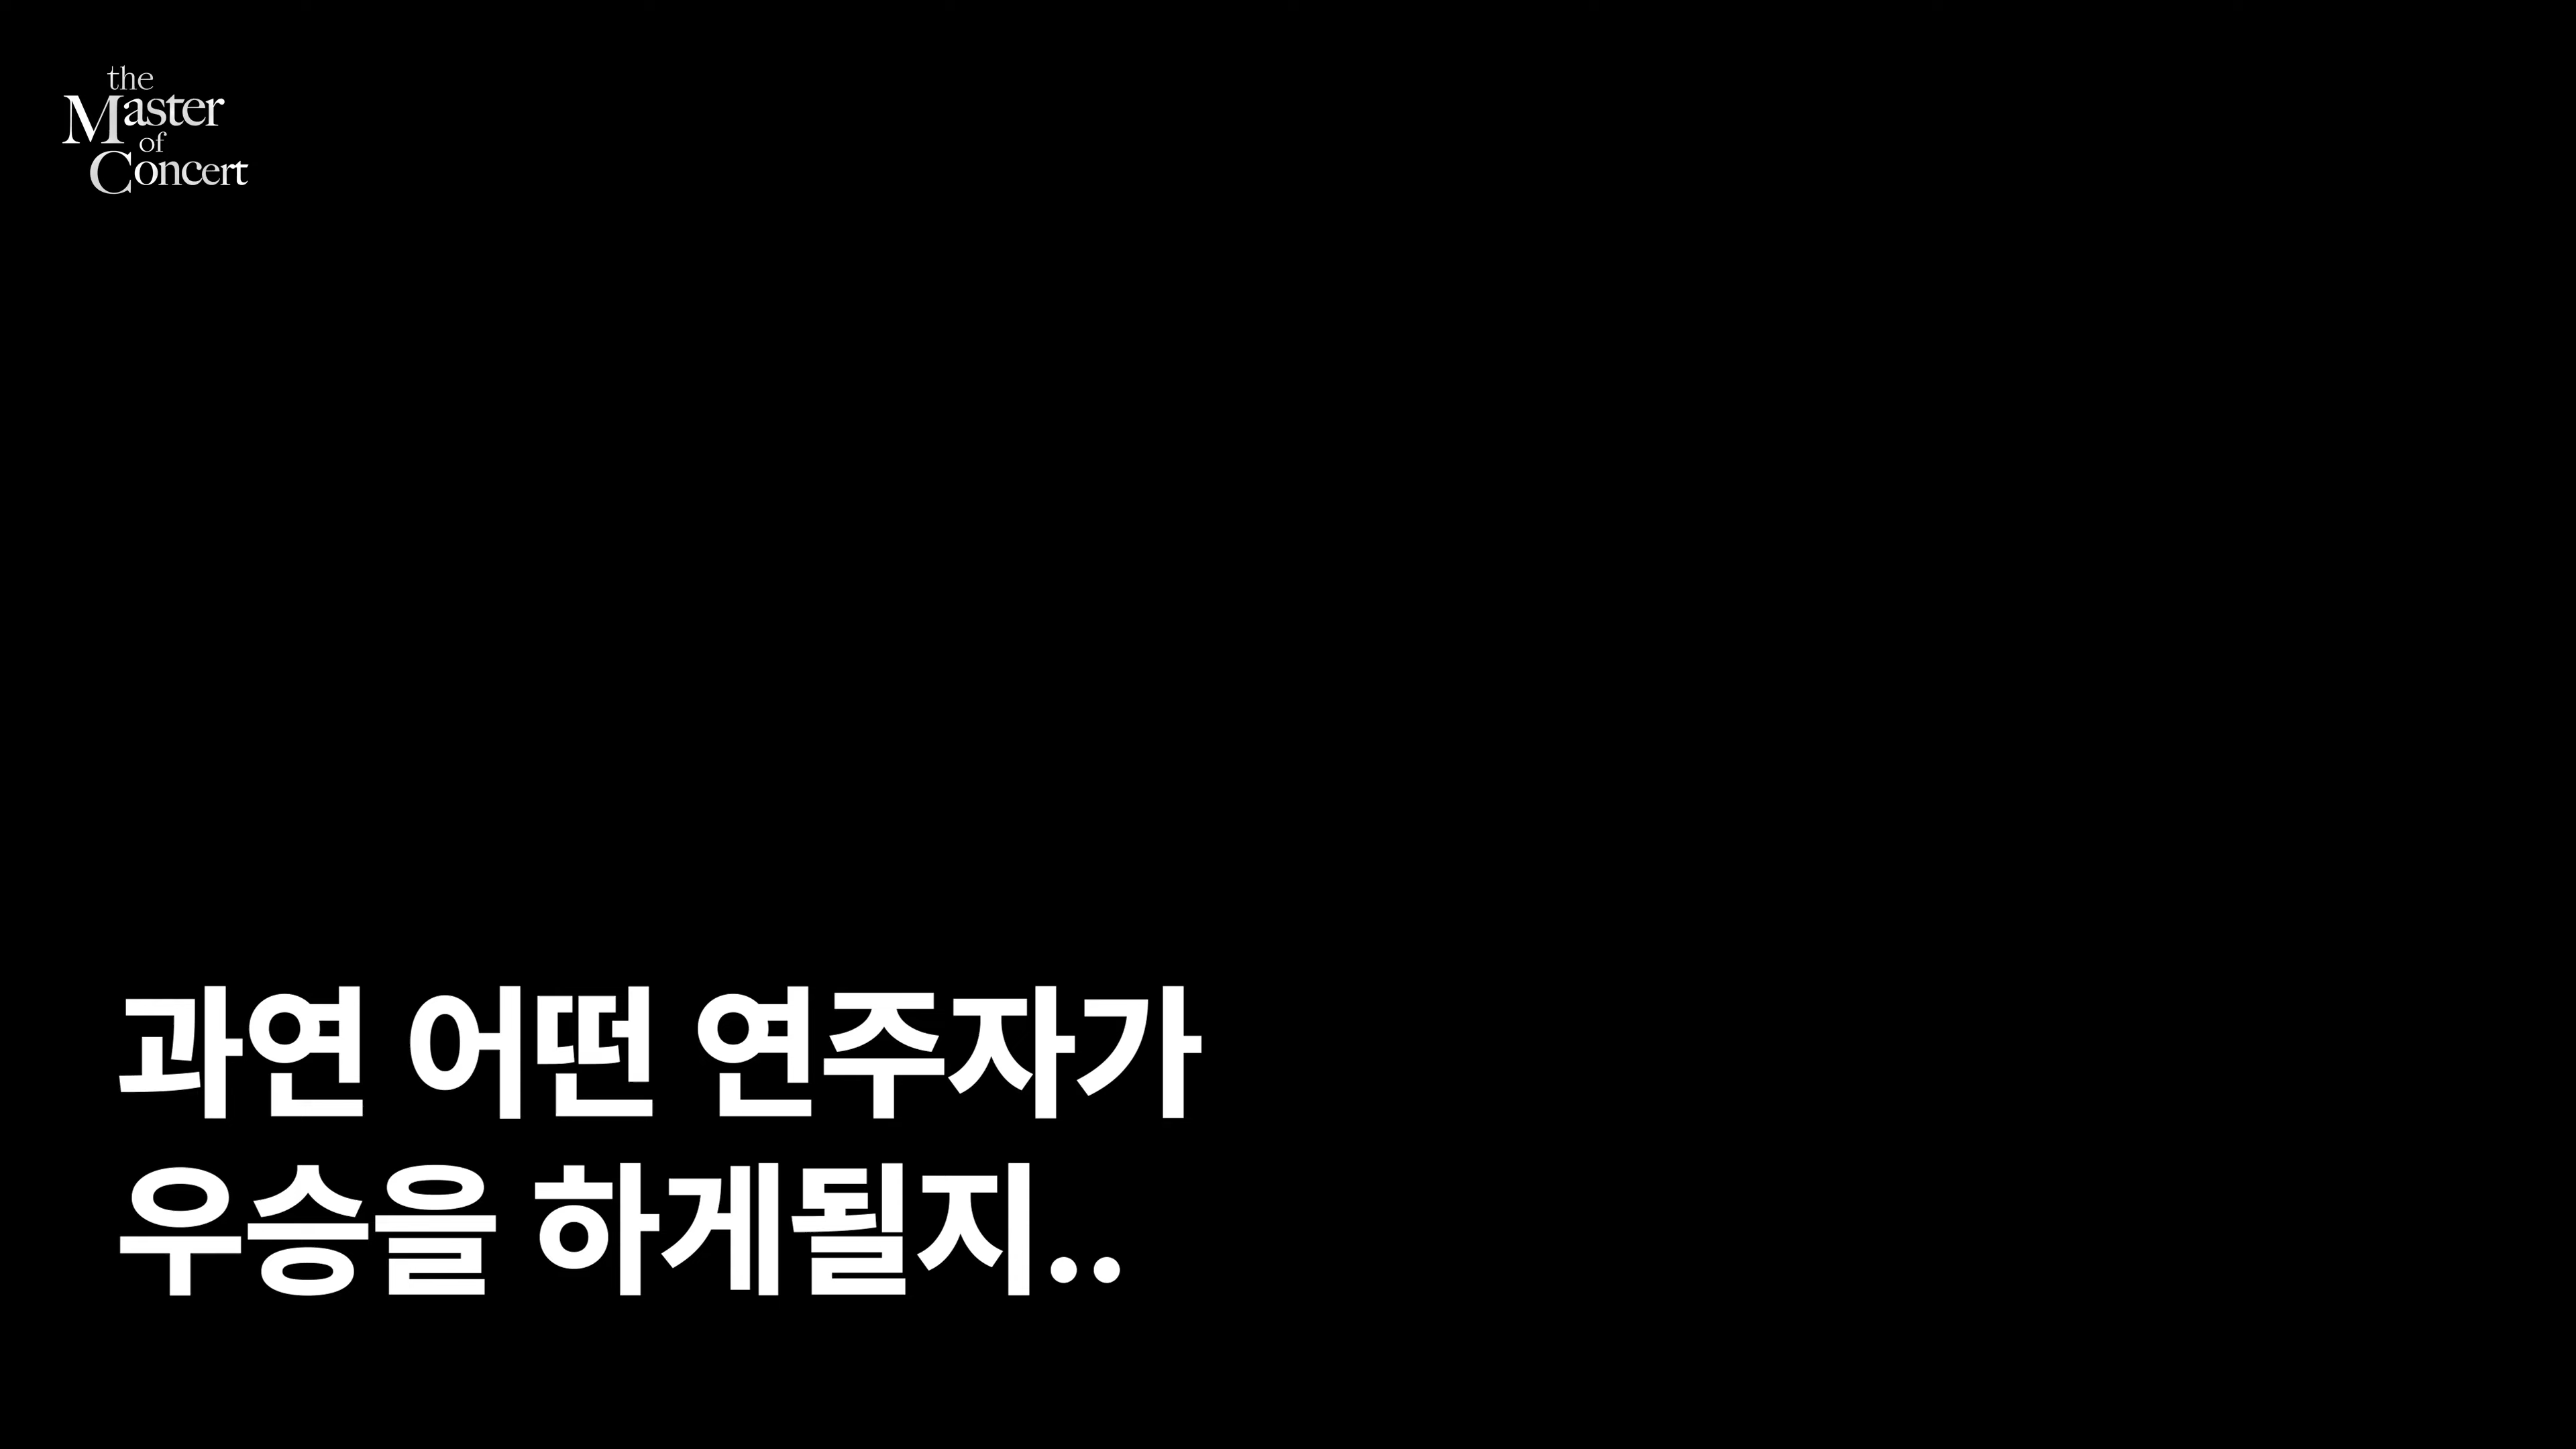 the
Master
of
Concert
과연 어떤 연주자가
우승을 하게될지..